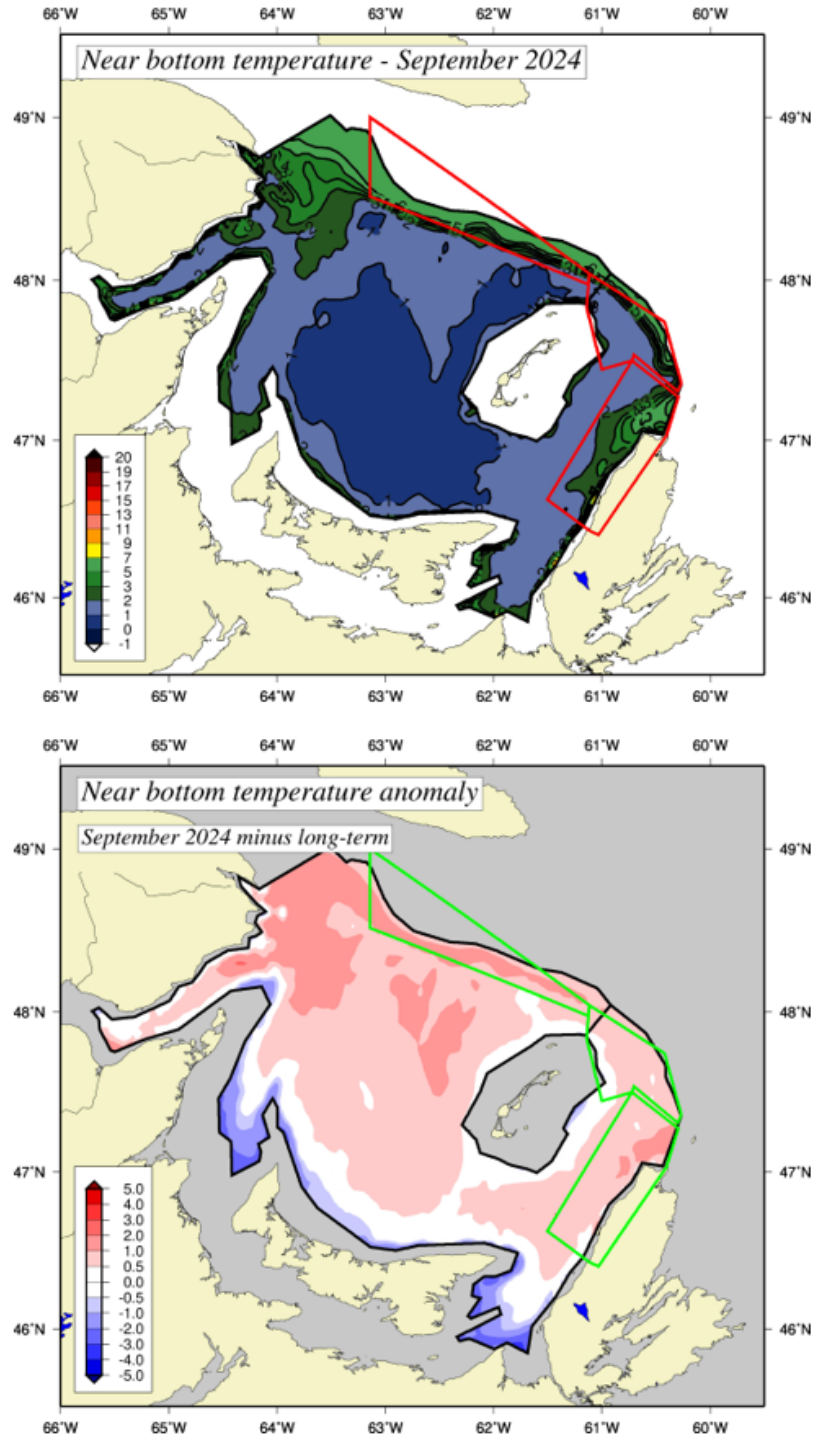 66˚W 65˚W 64˚W 63˚W 62˚W 61˚W 60˚W
Near bottom temperature - September 2024
49˚N 49˚N
48˚N 48˚N
47˚N 47˚N
46˚N 46˚N
20
19
17
15
13
11
9
7
5
3
2
1
0
-1
66˚W 65˚W 64˚W 63˚W 62˚W 61˚W 60˚W
66˚W 65˚W 64˚W 63˚W 62˚W 61˚W 60˚W
Near bottom temperature anomaly
September 2024 minus long-term
49˚N 49˚N
48˚N 48˚N
47˚N 47˚N
46˚N 46˚N
5.0
4.0
3.0
2.0
1.0
0.5
0.0
-0.5
-1.0
-2.0
-3.0
-4.0
-5.0
66˚W 65˚W 64˚W 63˚W 62˚W 61˚W 60˚W